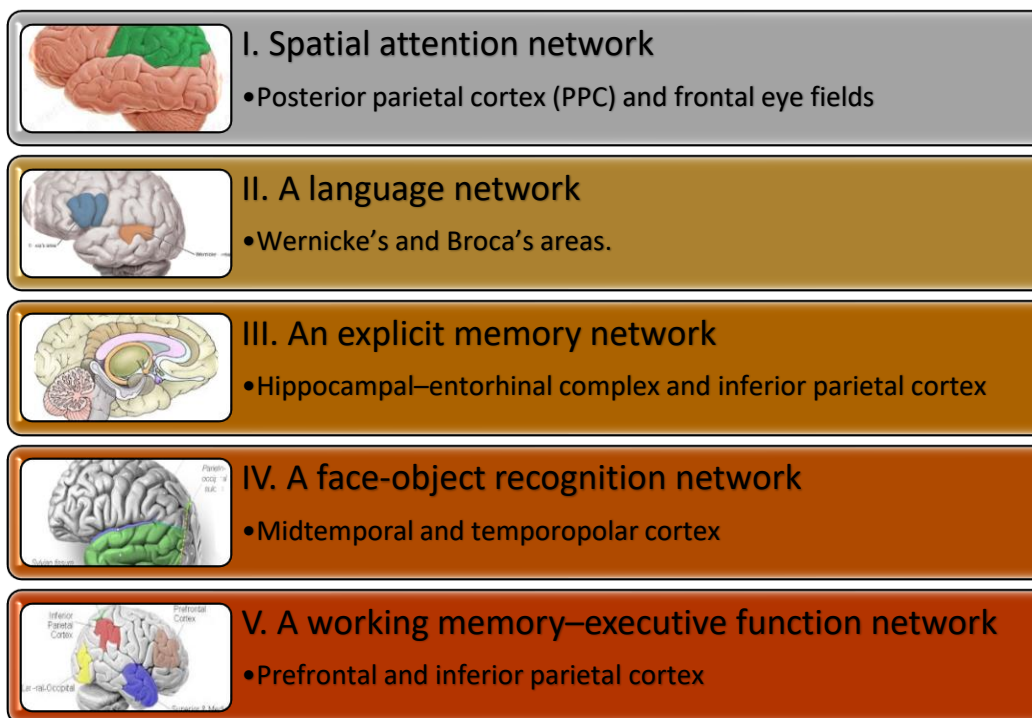 I. Spatial attention network
•Posterior parietal cortex (PPC) and frontal eye fields
II. A language network
•Wernicke’s and Broca’s areas.
III. An explicit memory network
•Hippocampal–entorhinal complex and inferior parietal cortex
IV. A face-object recognition network
•Midtemporal and temporopolar cortex
V. A working memory–executive function network
•Prefrontal and inferior parietal cortex
Inferior
Parietal
Cortex
Prefrontal
Cortex